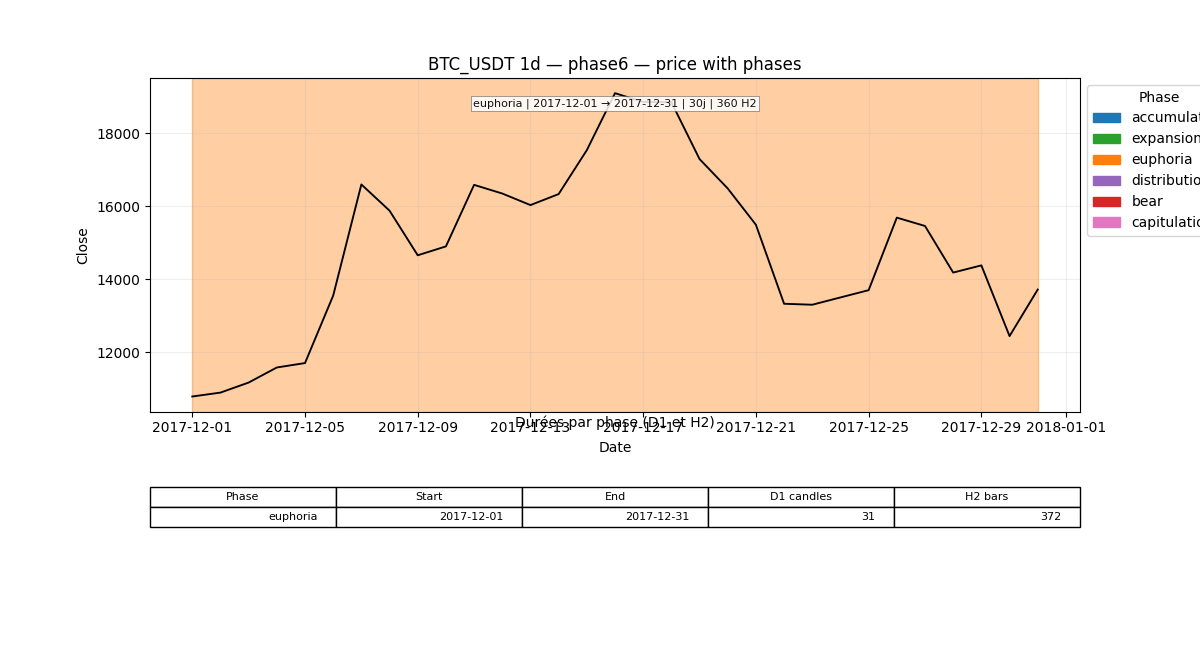 BTC_USDT 1d — phase6 — price with phases
euphoria | 2017-12-01 → 2017-12-31 | 30j | 360 H2
Close
18000
16000
14000
12000
Phase
accumulat
expansion
euphoria
distributio
bear
capitulatio
Durées par phase (D1 et H2)
2017-12-01 2017-12-05 2017-12-09 2017-12-13 2017-12-17 2017-12-21 2017-12-25 2017-12-29 2018-01-01
Date
Phase Start End D1 candles H2 bars
euphoria 2017-12-01 2017-12-31 31 372